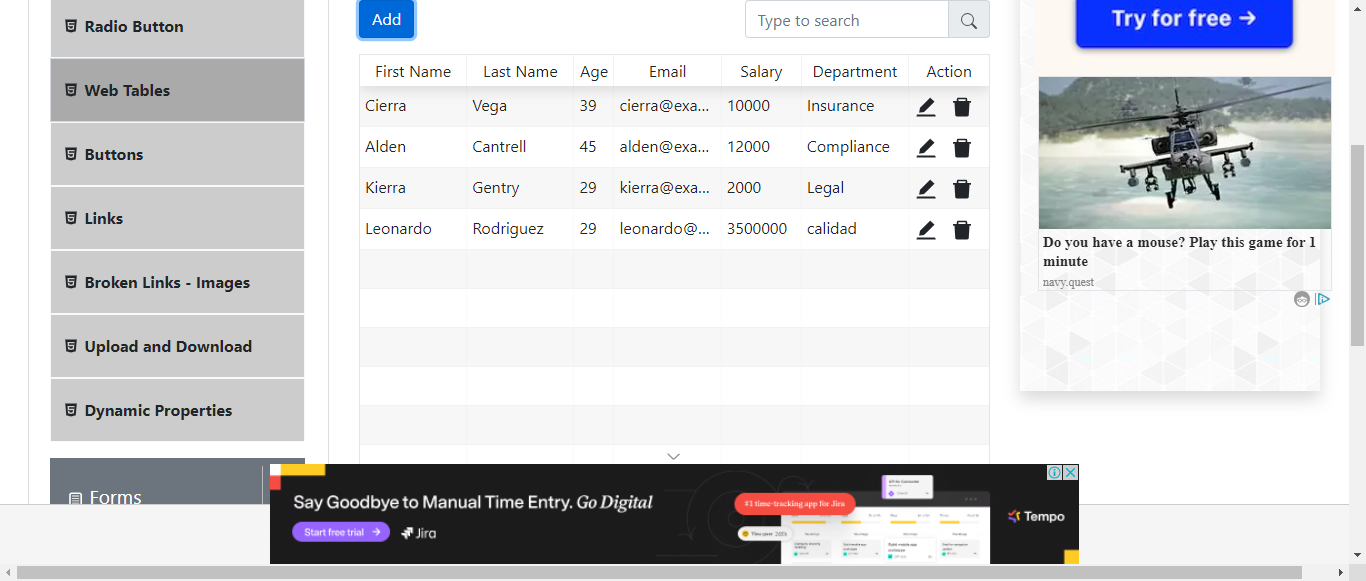 Radio Button
Web Tables
Buttons
Links
Broken Links - Images
Upload and Download
Dynamic Properties
Forms
Add
Type to search
First Name Last Name Age Email Salary Department Action
Cierra Vega 39 cierra@exa... 10000 Insurance
Alden Cantrell 45 alden@exa... 12000 Compliance
Kierra Gentry 29 kierra@exa... 2000 Legal
Leonardo Rodriguez 29 leonardo@... 3500000 calidad
Try for free →
Do you have a mouse? Play this game for 1
minute
navy.quest
Say Goodbye to Manual Time Entry. Go Digital
Start free trial →
Jira
#1 time-tracking app for Jira
Tempo